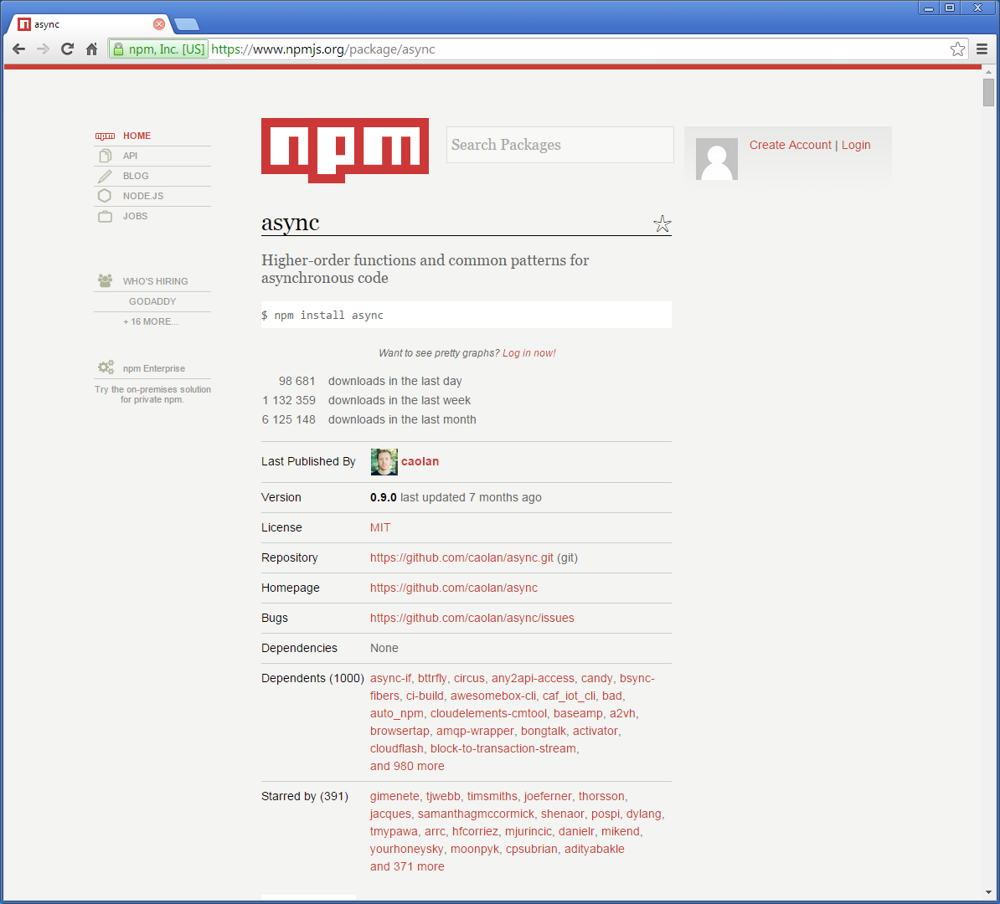 async
npm, Inc. [US] https://www.npmjs.org/package/async
npm HOME
API
BLOG
NODE.JS
JOBS
WHO'S HIRING
GODADDY
+ 16 MORE...
npm Enterprise
Try the on-premises solution
for private npm.
npm
Search Packages
Create Account | Login
async
Higher-order functions and common patterns for
asynchronous code
$ npm install async
Want to see pretty graphs? Log in now!
98 681 downloads in the last day
1 132 359 downloads in the last week
6 125 148 downloads in the last month
Last Published By caolan
Version 0.9.0 last updated 7 months ago
License MIT
Repository https://github.com/caolan/async.git (git)
Homepage https://github.com/caolan/async
Bugs https://github.com/caolan/async/issues
Dependencies None
Dependents (1000) async-if, bttrfly, circus, any2api-access, candy, bsync-
fibers, ci-build, awesomebox-cli, caf_iot_cli, bad,
auto_npm, cloudelements-cmtool, baseamp, a2vh,
browsertap, amqp-wrapper, bongtalk, activator,
cloudflash, block-to-transaction-stream,
and 980 more
Starred by (391) gimenete, tjwebb, timsmiths, joeferner, thorsson,
jacques, samanthagmccormick, shenaor, pospi, dylang,
tmypawa, arrc, hfcorriez, mjurincic, danielr, mikend,
yourhoneysky, moonpyk, cpsubrian, adityabakle
and 371 more